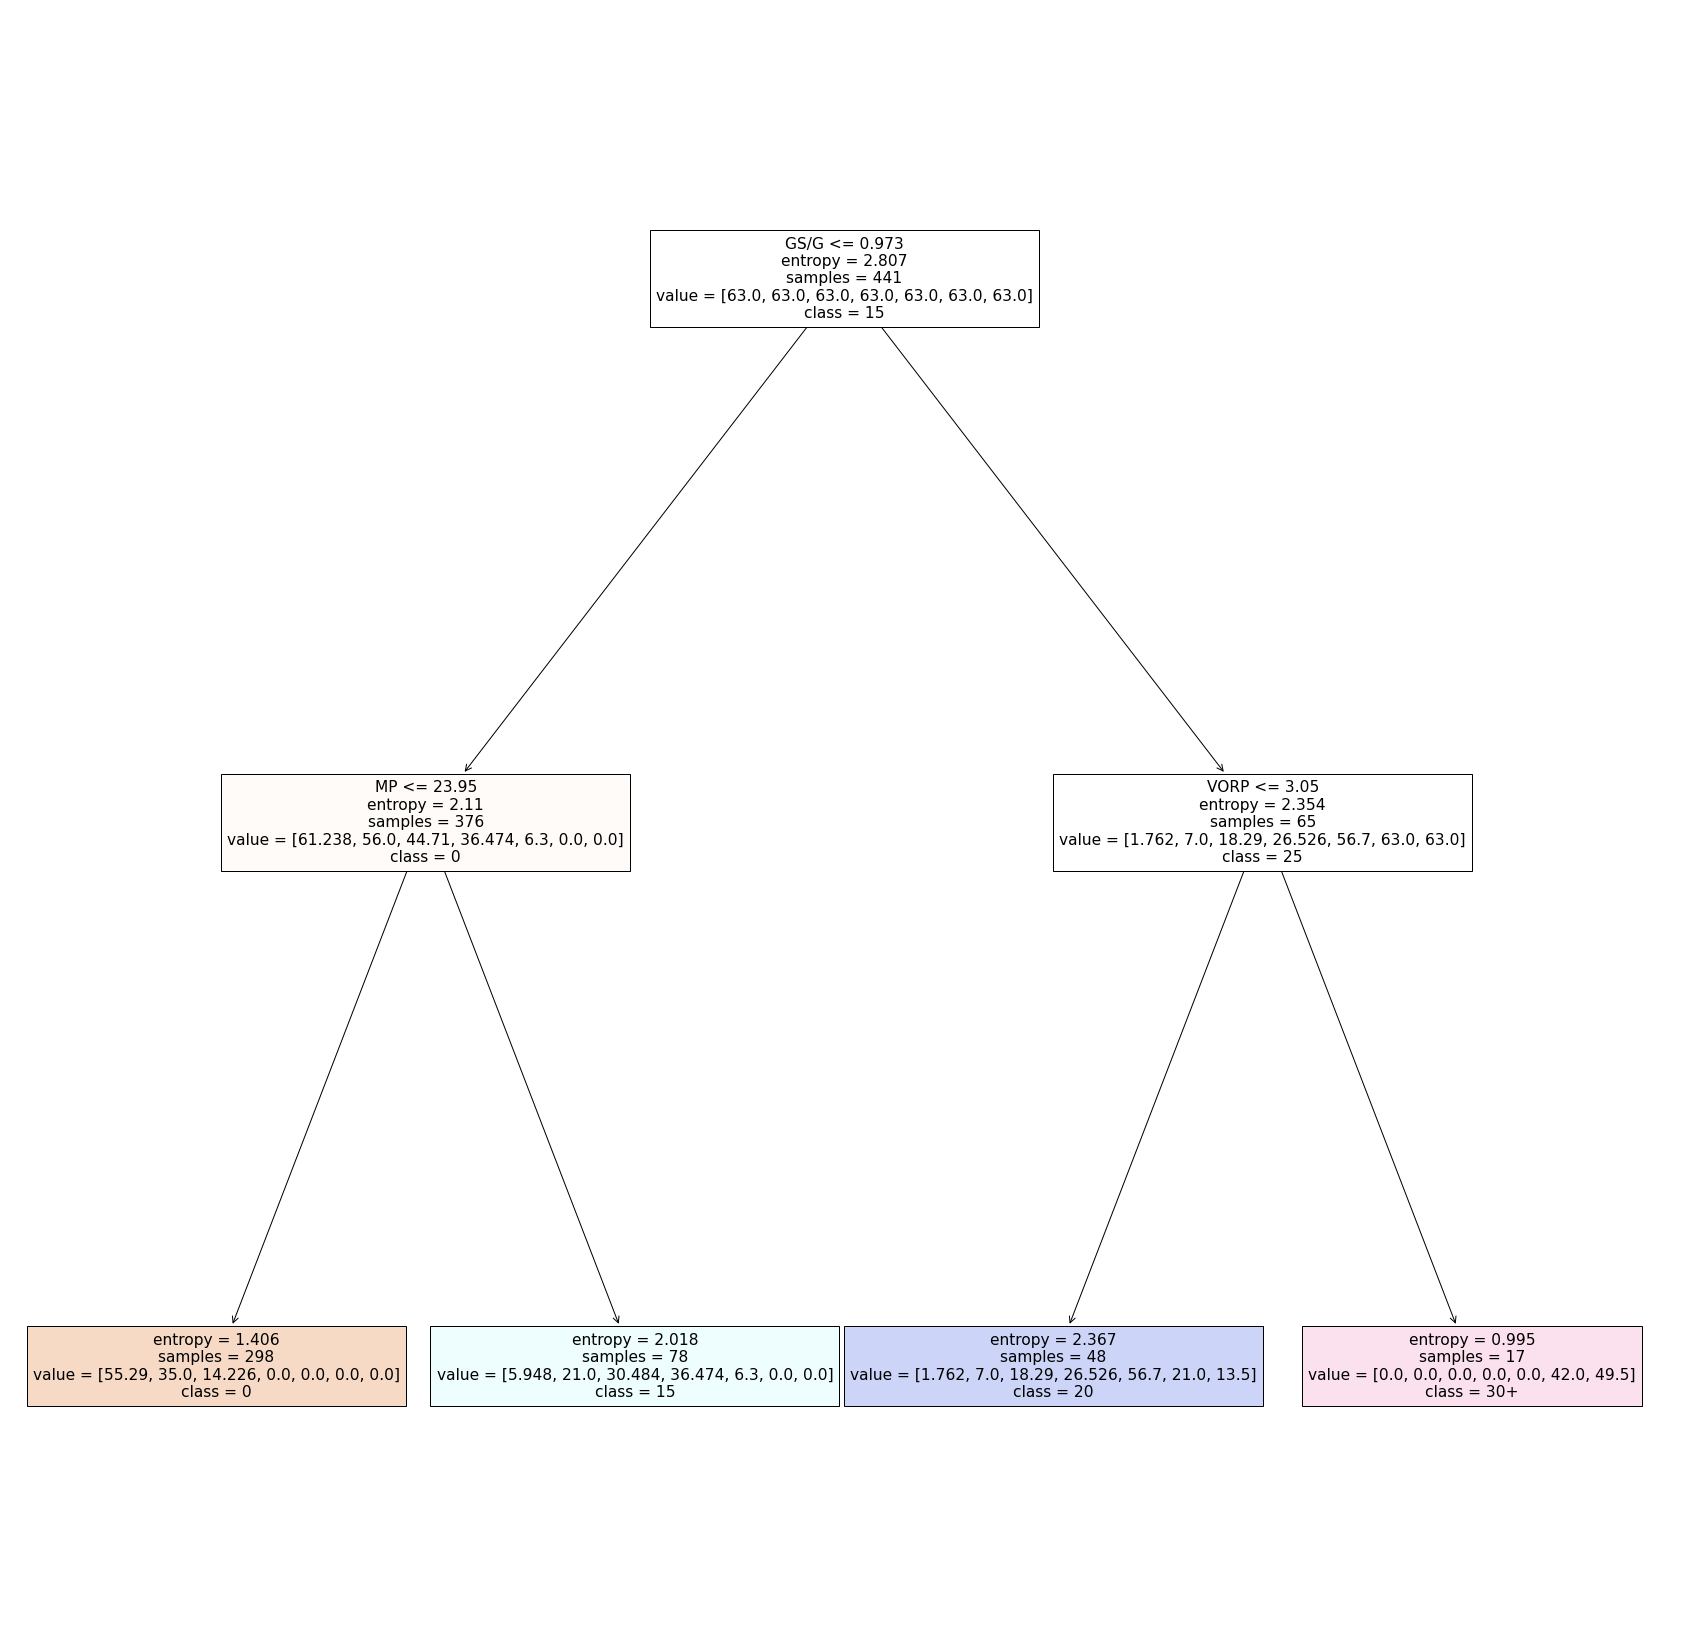 GS/G <= 0.973
entropy = 2.807
samples = 441
value = [63.0, 63.0, 63.0, 63.0, 63.0, 63.0, 63.0]
class = 15
MP <= 23.95
entropy = 2.11
samples = 376
value = [61.238, 56.0, 44.71, 36.474, 6.3, 0.0, 0.0]
class = 0
VORP <= 3.05
entropy = 2.354
samples = 65
value = [1.762, 7.0, 18.29, 26.526, 56.7, 63.0, 63.0]
class = 25
entropy = 1.406
samples = 298
value = [55.29, 35.0, 14.226, 0.0, 0.0, 0.0, 0.0]
class = 0
entropy = 2.018
samples = 78
value = [5.948, 21.0, 30.484, 36.474, 6.3, 0.0, 0.0]
class = 15
entropy = 2.367
samples = 48
value = [1.762, 7.0, 18.29, 26.526, 56.7, 21.0, 13.5]
class = 20
entropy = 0.995
samples = 17
value = [0.0, 0.0, 0.0, 0.0, 0.0, 42.0, 49.5]
class = 30+